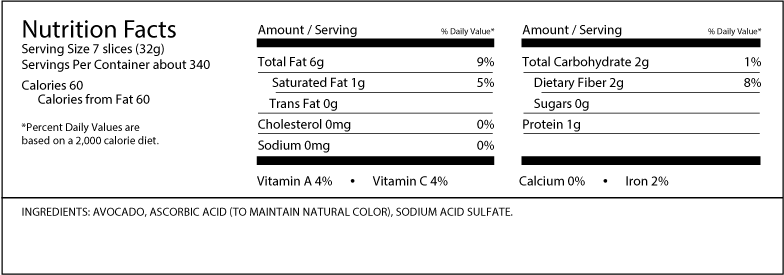 Nutrition Facts
Serving Size 7 slices (32g)
Servings Per Container about 340
Calories 60
Calories from Fat 60
*Percent Daily Values are
based on a 2,000 calorie diet.
Amount / Serving % Daily Value*
Total Fat 6g 9%
Saturated Fat 1g 5%
Trans Fat 0g
Cholesterol 0mg 0%
Sodium 0mg 0%
Amount / Serving % Daily Value*
Total Carbohydrate 2g 1%
Dietary Fiber 2g 8%
Sugars 0g
Protein 1g
Vitamin A 4% • Vitamin C 4% Calcium 0% • Iron 2%
INGREDIENTS: AVOCADO, ASCORBIC ACID (TO MAINTAIN NATURAL COLOR), SODIUM ACID SULFATE.